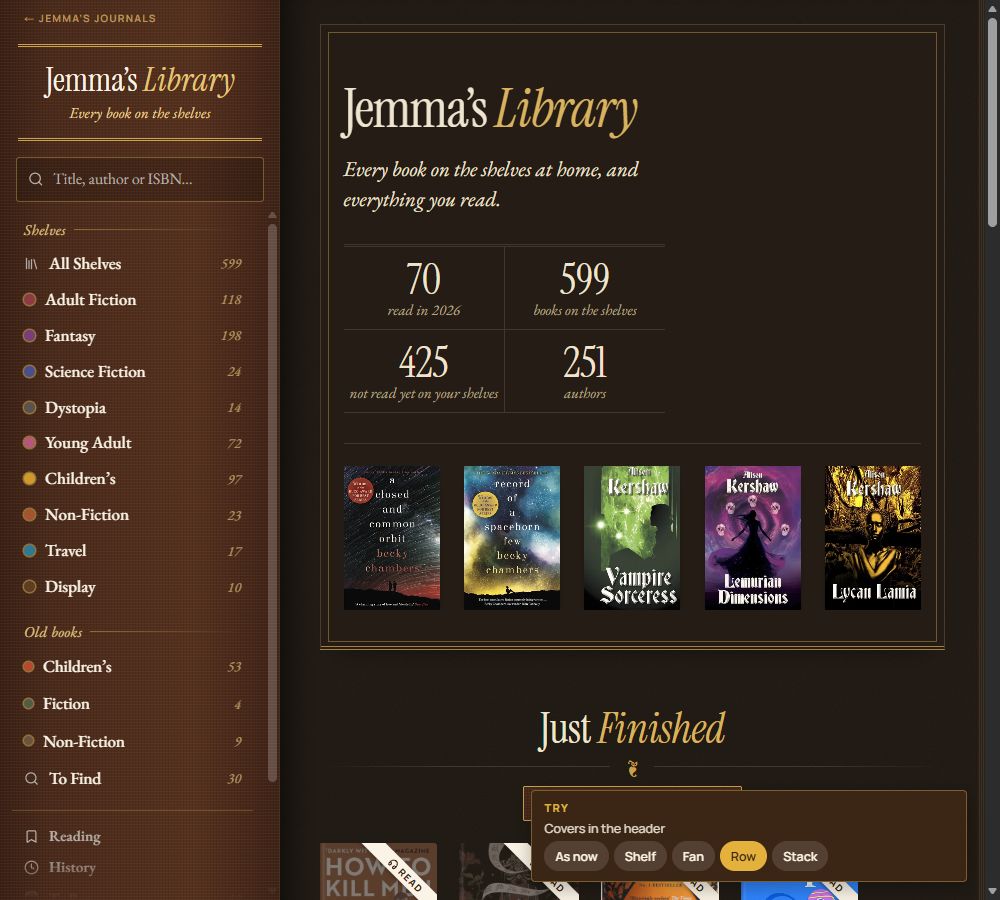 ← JEMMA'S JOURNALS
Jemma's Library
Every book on the shelves
Title, author or ISBN...
Shelves
All Shelves 599
Adult Fiction 118
Fantasy 198
Science Fiction 24
Dystopia 14
Young Adult 72
Children's 97
Non-Fiction 23
Travel 17
Display 10
Old books
Children's 53
Fiction 4
Non-Fiction 9
To Find 30
Reading
History
Jemma's Library
Every book on the shelves at home, and
everything you read.
70
read in 2026
599
books on the shelves
425
not read yet on your shelves
251
authors
a
closed
and
common
orbit
becky
chambers
record
of
a
spaceborn
few
becky
chambers
Alison
Kershaw
Vampire
Sorceress
Alison
Kershaw
Lemurian
Dimensions
Alison
Kershaw
Lycan Lamia
Just Finished
HOW TO
KILL
READ
TRY
Covers in the header
As now
Shelf
Fan
Row
Stack